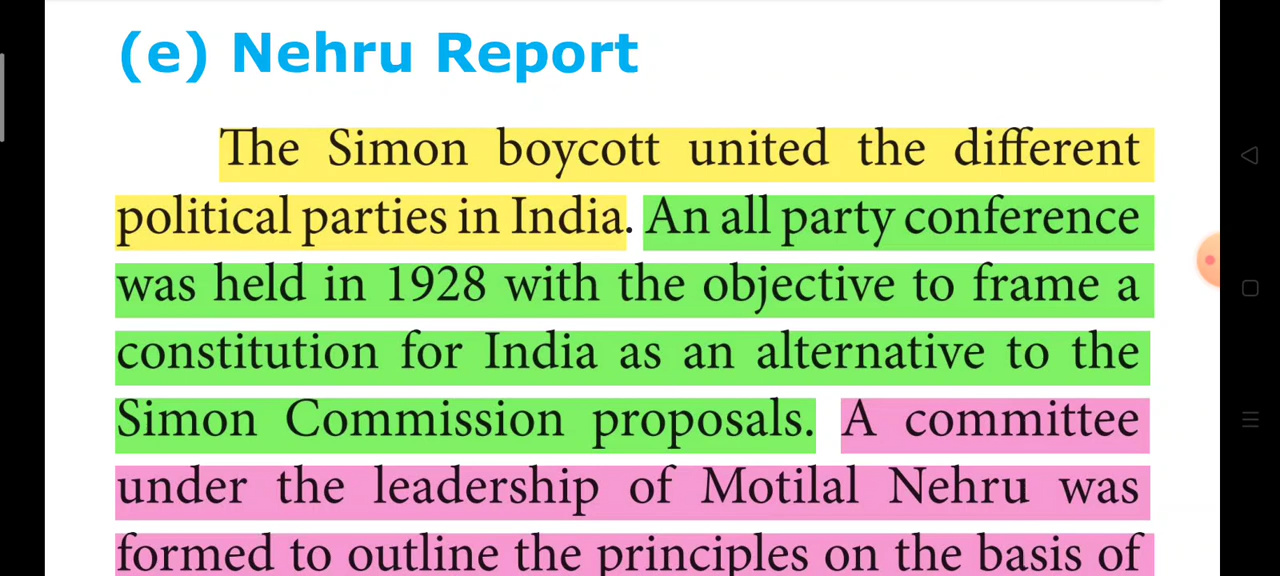 (e) Nehru Report
The Simon boycott united the different
political parties in India. An all party conference
was held in 1928 with the objective to frame a
constitution for India as an alternative to the
Simon Commission proposals. A committee
under the leadership of Motilal Nehru was
formed to outline the principles on the basis of